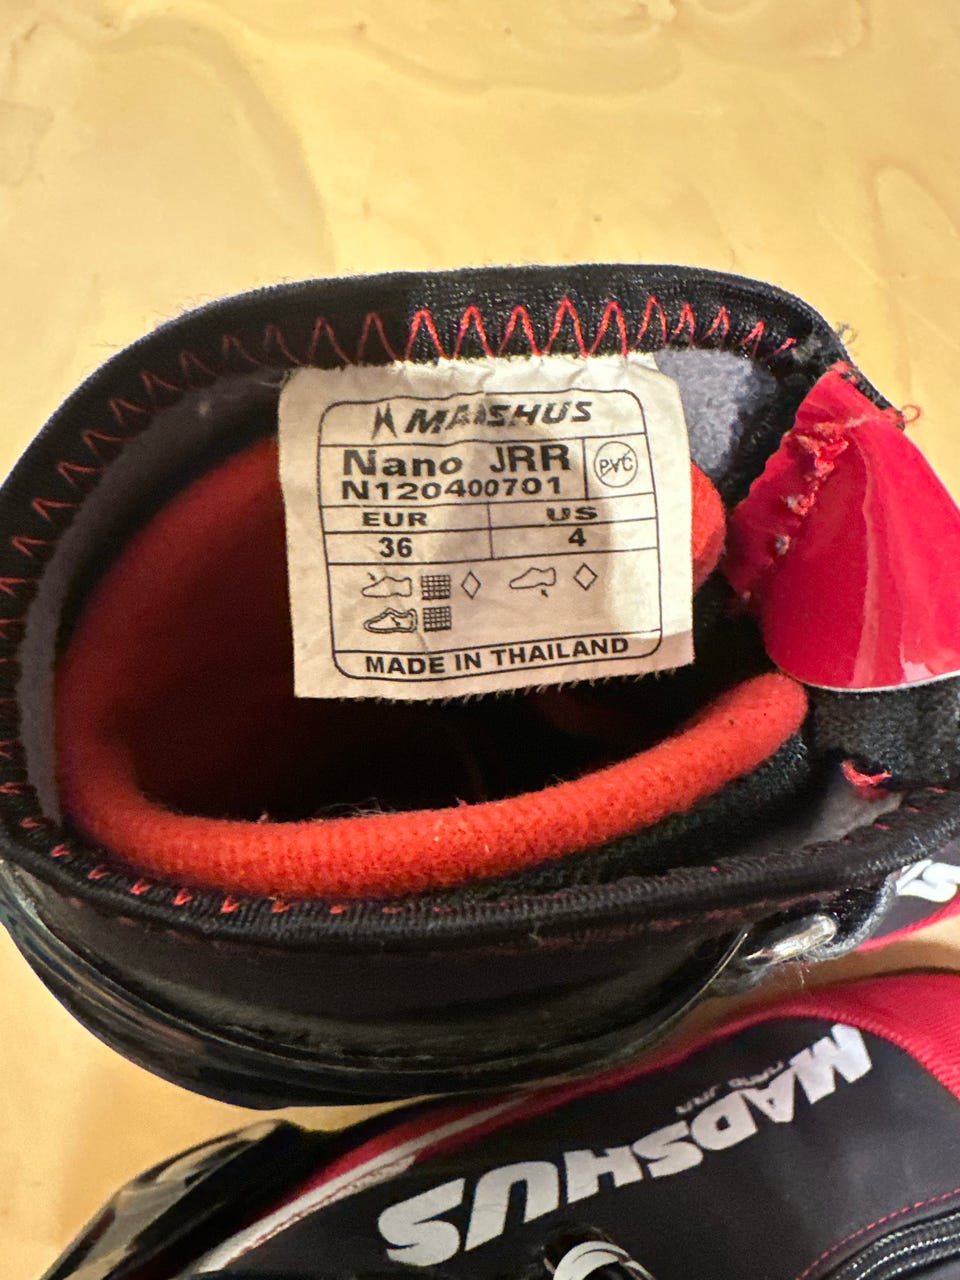 MADSHUS
Nano JRR
N120400701
PVC
EUR US
36 4
MADE IN THAILAND
MADSHUS
NANO JRR